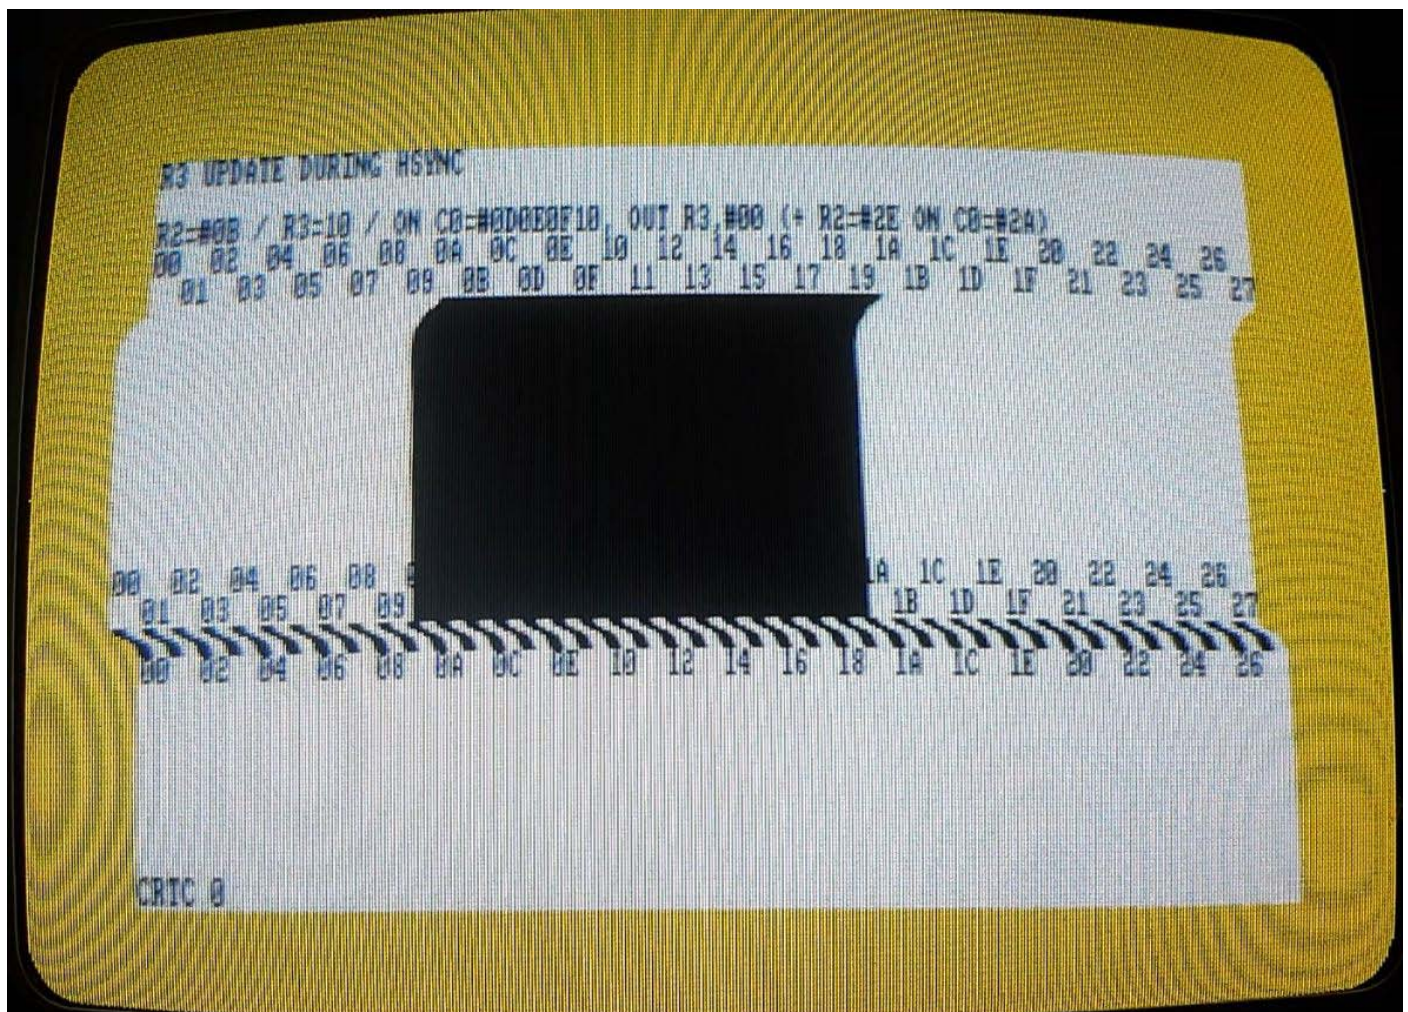 R3 UPDATE DURING HSYNC
R2=#0B / R3=10 / ON C0=#0D0E0F10, OUT R3,#00 (+ R2=#2E ON C0=#2A)
00 02 04 06 08 0A 0C 0E 10 12 14 16 18 1A 1C 1E 20 22 24 26
01 03 05 07 09 0B 0D 0F 11 13 15 17 19 1B 1D 1F 21 23 25 27
00 02 04 06 08 1A 1C 1E 20 22 24 26
01 03 05 07 09 1B 1D 1F 21 23 25 27
00 02 04 06 08 0A 0C 0E 10 12 14 16 18 1A 1C 1E 20 22 24 26
CRTC 0